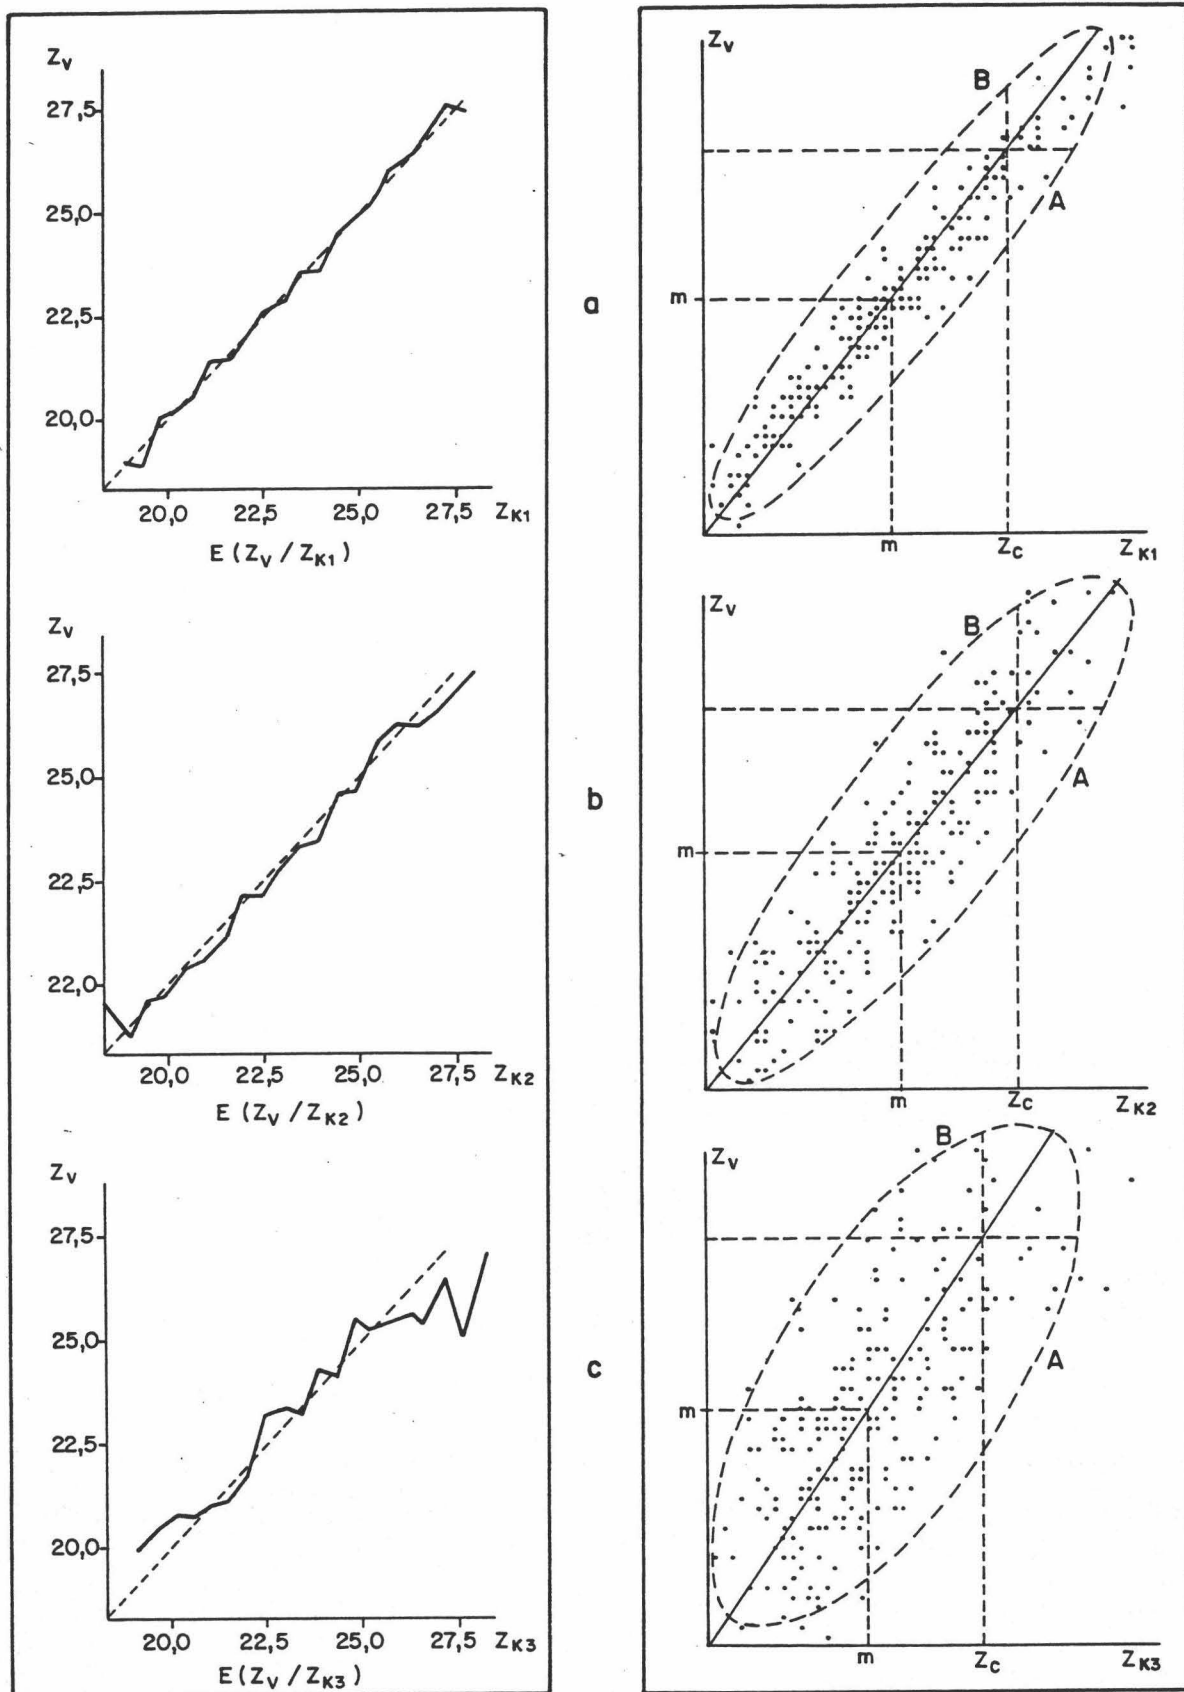 Zv
27,5
25,0
22,5
20,0
20,0 22,5 25,0 27,5 ZK1
E (Zv / ZK1)
a
Zv
B
A
m
m Zc ZK1
Zv
27,5
25,0
22,5
22,0
20,0 22,5 25,0 27,5 ZK2
E (Zv / ZK2)
b
Zv
B
A
m
m Zc ZK2
Zv
27,5
25,0
22,5
20,0
20,0 22,5 25,0 27,5 ZK3
E (Zv / ZK3)
c
B
Zv
A
m
m Zc ZK3